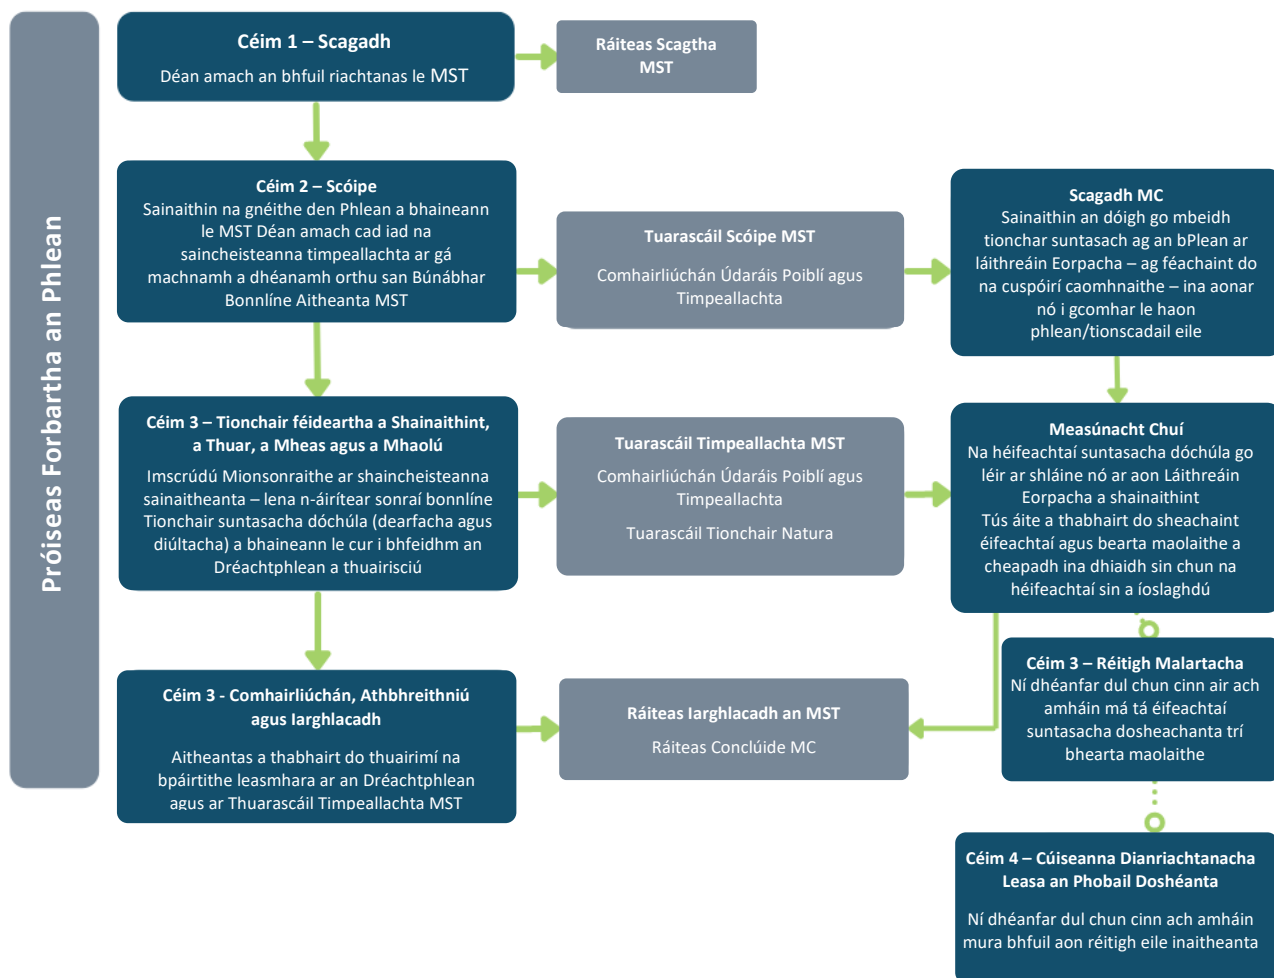 Próiseas Forbartha an Phlean
Céim 1 – Scagadh
Déan amach an bhfuil riachtanas le MST
Ráiteas Scagtha
MST
Céim 2 – Scóipe
Sainaithin na gnéithe den Phlean a bhaineann
le MST Déan amach cad iad na
saincheisteanna timpeallachta ar gá
machnamh a dhéanamh orthu san Búnábhar
Bonnlíne Aitheanta MST
Tuarascáil Scóipe MST
Comhairliúchán Údaráis Poiblí agus
Timpeallachta
Scagadh MC
Sainaithin an dóigh go mbeidh
tionchar suntasach ag an bPlean ar
láithreáin Eorpacha – ag féachaint do
na cuspóirí caomhnaithe – ina aonar
nó i gcomhar le haon
phlean/tionscadail eile
Céim 3 – Tionchair féideartha a Shainaithint,
a Thuar, a Mheas agus a Mhaolú
Imscrúdú Mionsonraithe ar shaincheisteanna
sainaitheanta – lena n-áirítear sonraí bonnlíne
Tionchair suntasacha dóchúla (dearfacha agus
diúltacha) a bhaineann le cur i bhfeidhm an
Dréachtphlean a thuairisciú
Tuarascáil Timpeallachta MST
Comhairliúchán Údaráis Poiblí agus
Timpeallachta
Tuarascáil Tionchair Natura
Measúnacht Chuí
Na héifeachtaí suntasacha dóchúla go
léir ar shláine nó ar aon Láithreáin
Eorpacha a shainaithint
Tús áite a thabhairt do sheachaint
éifeachtaí agus bearta maolaithe a
cheapadh ina dhiaidh sin chun na
héifeachtaí sin a íoslaghdú
Céim 3 - Comhairliúchán, Athbhreithniú
agus Iarghlacadh
Aitheantas a thabhairt do thuairimí na
bpáirtithe leasmhara ar an Dréachtphlean
agus ar Thuarascáil Timpeallachta MST
Ráiteas Iarghlacadh an MST
Ráiteas Conclúide MC
Céim 3 – Réitigh Malartacha
Ní dhéanfar dul chun cinn air ach
amháin má tá éifeachtaí
suntasacha dosheachanta trí
bhearta maolaithe
Céim 4 – Cúiseanna Dianriachtanacha
Leasa an Phobail Doshéanta
Ní dhéanfar dul chun cinn ach amháin
mura bhfuil aon réitigh eile inaitheanta